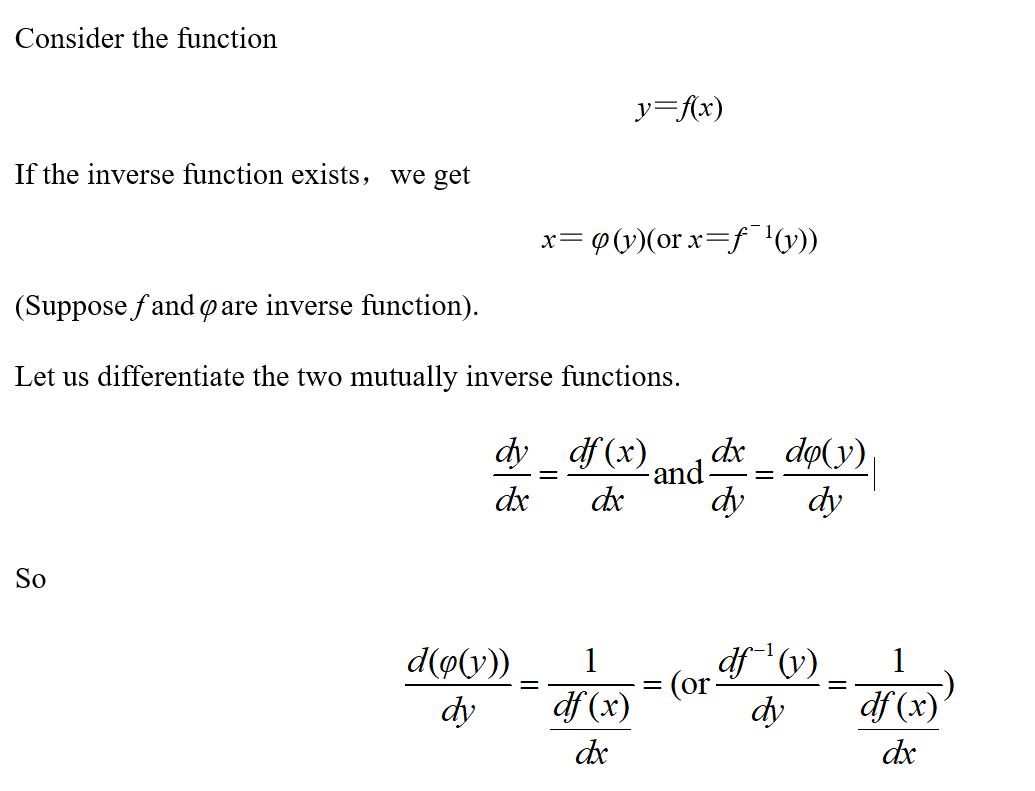 Consider the function
y=f(x)
If the inverse function exists， we get
x= φ(y)(or x=f⁻¹(y))
(Suppose f and φ are inverse function).
Let us differentiate the two mutually inverse functions.
dy/dx = df(x)/dx and dx/dy = dφ(y)/dy
So
d(φ(y))/dy = 1/(df(x)/dx) = (or df⁻¹(y)/dy = 1/(df(x)/dx))